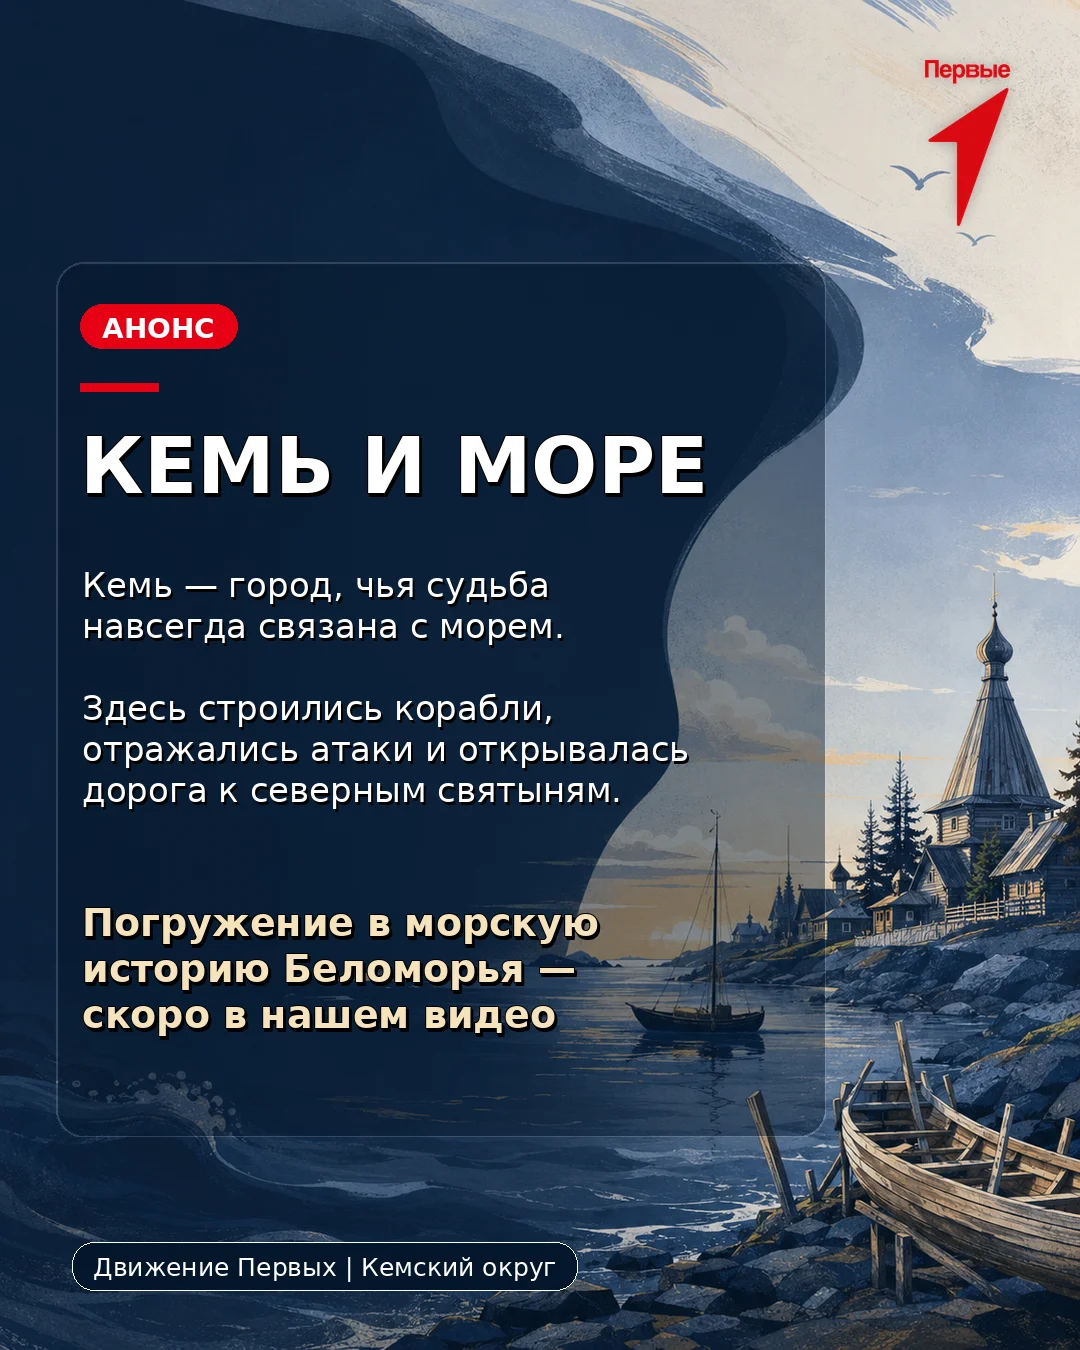 Первые
АНОНС
КЕМЬ И МОРЕ
Кемь — город, чья судьба
навсегда связана с морем.
Здесь строились корабли,
отражались атаки и открывалась
дорога к северным святыням.
Погружение в морскую
историю Беломорья —
скоро в нашем видео
Движение Первых | Кемский округ